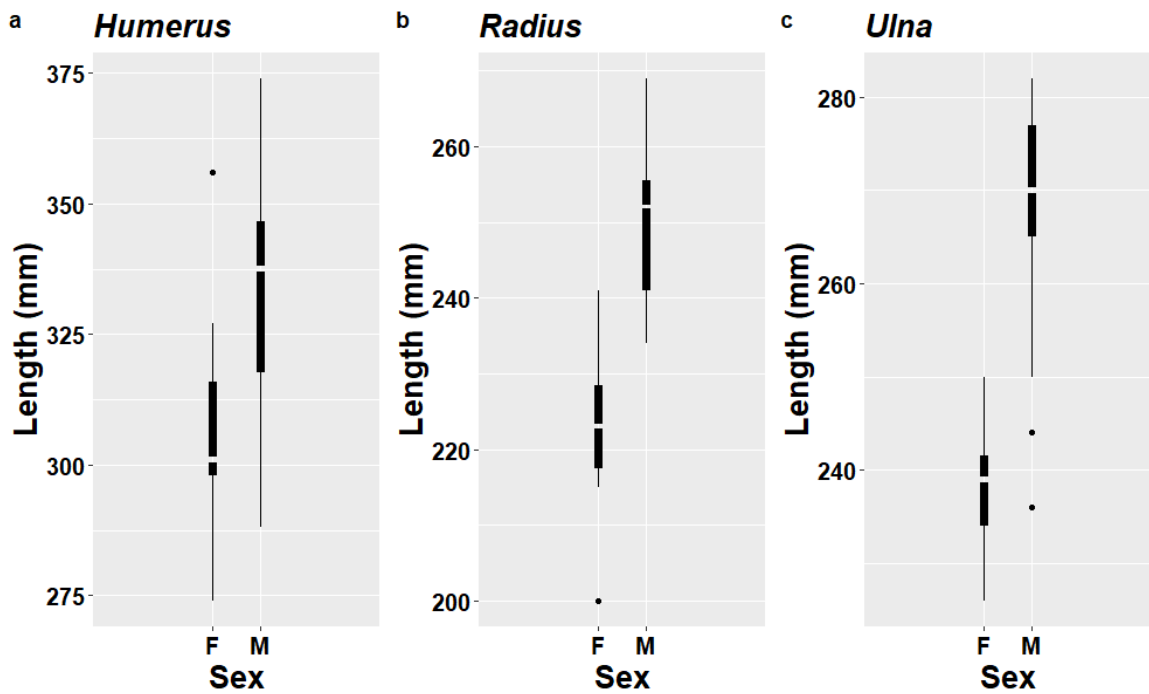 a Humerus
375
350
325
300
275
Length (mm)
F M
Sex
b Radius
260
240
220
200
Length (mm)
F M
Sex
c Ulna
280
260
240
Length (mm)
F M
Sex